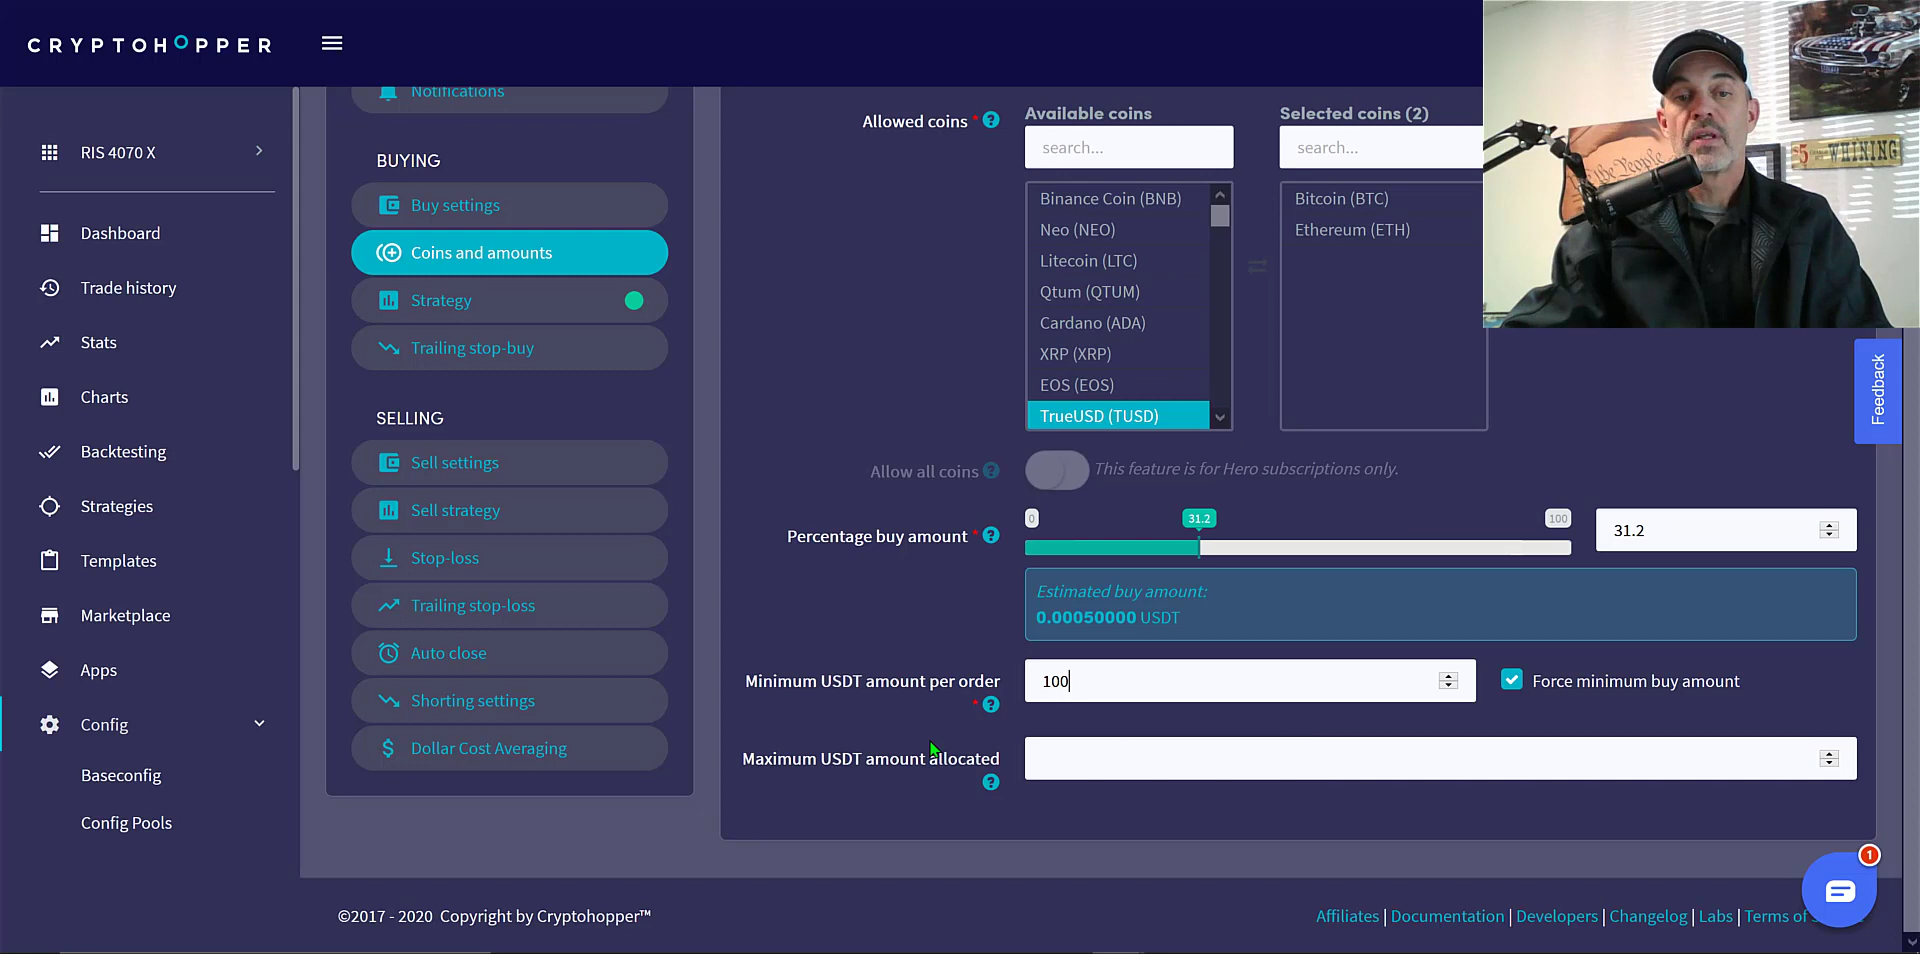 CRYPTOHOPPER
RIS 4070 X
Dashboard
Trade history
Stats
Charts
Backtesting
Strategies
Templates
Marketplace
Apps
Config
Baseconfig
Config Pools
Notifications
BUYING
Buy settings
Coins and amounts
Strategy
Trailing stop-buy
SELLING
Sell settings
Sell strategy
Stop-loss
Trailing stop-loss
Auto close
Shorting settings
Dollar Cost Averaging
Allowed coins *
Available coins
search...
Binance Coin (BNB)
Neo (NEO)
Litecoin (LTC)
Qtum (QTUM)
Cardano (ADA)
XRP (XRP)
EOS (EOS)
TrueUSD (TUSD)
Selected coins (2)
search...
Bitcoin (BTC)
Ethereum (ETH)
Allow all coins
This feature is for Hero subscriptions only.
Percentage buy amount *
0
31.2
100
31.2
Estimated buy amount:
0.00050000 USDT
Minimum USDT amount per order
*
100
Force minimum buy amount
Maximum USDT amount allocated
Feedback
We the People
$5
WHINING
1
©2017 - 2020 Copyright by Cryptohopper™
Affiliates | Documentation | Developers | Changelog | Labs | Terms of